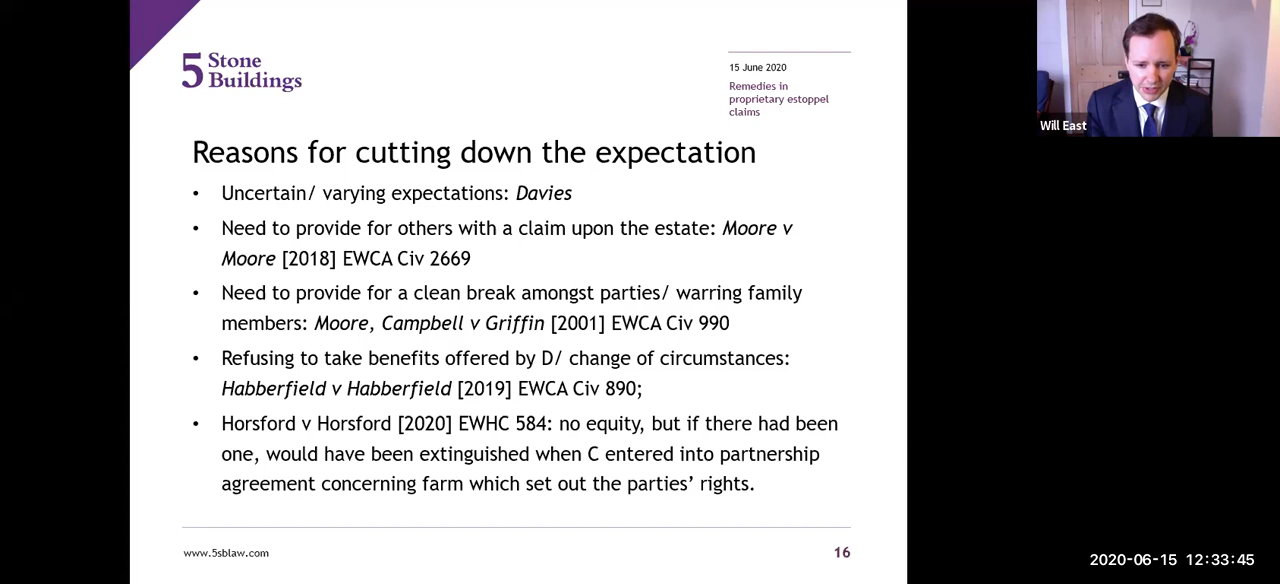 5 Stone
Buildings
15 June 2020
Remedies in
proprietary estoppel
claims
Will East
Reasons for cutting down the expectation
• Uncertain/ varying expectations: Davies
• Need to provide for others with a claim upon the estate: Moore v
Moore [2018] EWCA Civ 2669
• Need to provide for a clean break amongst parties/ warring family
members: Moore, Campbell v Griffin [2001] EWCA Civ 990
• Refusing to take benefits offered by D/ change of circumstances:
Habberfield v Habberfield [2019] EWCA Civ 890;
• Horsford v Horsford [2020] EWHC 584: no equity, but if there had been
one, would have been extinguished when C entered into partnership
agreement concerning farm which set out the parties’ rights.
www.5sblaw.com
16
2020-06-15 12:33:45